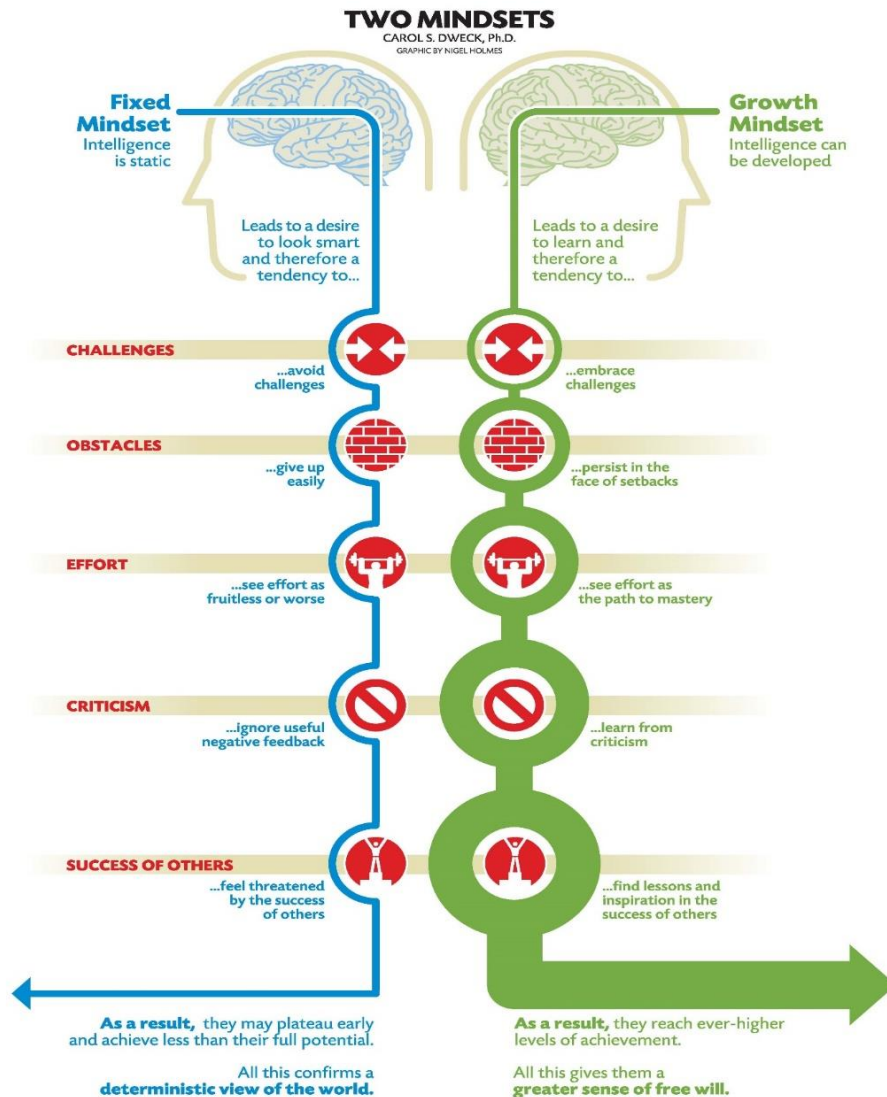 TWO MINDSETS
CAROL S. DWECK, Ph.D.
GRAPHIC BY NIGEL HOLMES
Fixed
Mindset
Intelligence
is static
Growth
Mindset
Intelligence can
be developed
Leads to a desire
to look smart
and therefore a
tendency to...
Leads to a desire
to learn and
therefore a
tendency to...
CHALLENGES
...avoid
challenges
...embrace
challenges
OBSTACLES
...give up
easily
...persist in the
face of setbacks
EFFORT
...see effort as
fruitless or worse
...see effort as
the path to mastery
CRITICISM
...ignore useful
negative feedback
...learn from
criticism
SUCCESS OF OTHERS
...feel threatened
by the success
of others
...find lessons and
inspiration in the
success of others
As a result, they may plateau early
and achieve less than their full potential.
All this confirms a
deterministic view of the world.
As a result, they reach ever-higher
levels of achievement.
All this gives them a
greater sense of free will.